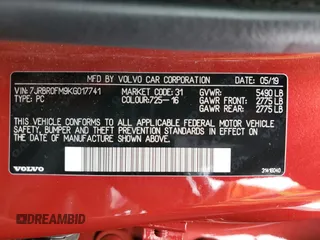 MFD BY VOLVO CAR CORPORATION 05/19
VIN: 7JR8R0FM9KG017741 MARKET CODE: 31 GVWR: 5490 LB
TYPE: PC COLOUR: 725-16 GAWR FRONT: 2775 LB
GAWR REAR: 2775 LB
THIS VEHICLE CONFORMS TO ALL APPLICABLE FEDERAL MOTOR VEHICLE
SAFETY, BUMPER AND THEFT PREVENTION STANDARDS IN EFFECT ON
THE DATE OF MANUFACTURE SHOWN ABOVE.
VOLVO
31416040
DREAMBID